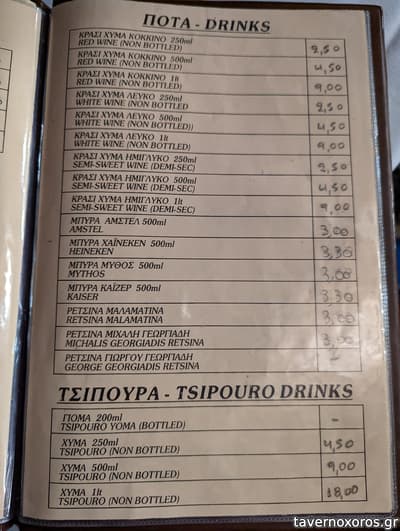 ΠΟΤΑ - DRINKS
ΚΡΑΣΙ ΧΥΜΑ ΚΟΚΚΙΝΟ 250ml
RED WINE (NON BOTTLED) 2,50
ΚΡΑΣΙ ΧΥΜΑ ΚΟΚΚΙΝΟ 500ml
RED WINE (NON BOTTLED) 4,50
ΚΡΑΣΙ ΧΥΜΑ ΚΟΚΚΙΝΟ 1lt
RED WINE (NON BOTTLED) 9,00
ΚΡΑΣΙ ΧΥΜΑ ΛΕΥΚΟ 250ml
WHITE WINE (NON BOTTLED 2,50
ΚΡΑΣΙ ΧΥΜΑ ΛΕΥΚΟ 500ml
WHITE WINE (NON BOTTLED)) 4,50
ΚΡΑΣΙ ΧΥΜΑ ΛΕΥΚΟ 1lt
WHITE WINE (NON BOTTLED) 9,00
ΚΡΑΣΙ ΧΥΜΑ ΗΜΙΓΛΥΚΟ 250ml
SEMI-SWEET WINE (DEMI-SEC) 2,50
ΚΡΑΣΙ ΧΥΜΑ ΗΜΙΓΛΥΚΟ 500ml
SEMI-SWEET WINE (DEMI-SEC) 4,50
ΚΡΑΣΙ ΧΥΜΑ ΗΜΙΓΛΥΚΟ 1lt
SEMI-SWEET WINE (DEMI-SEC) 9,00
ΜΠΥΡΑ ΑΜΣΤΕΛ 500ml
AMSTEL 3,00
ΜΠΥΡΑ ΧΑΪΝΕΚΕΝ 500ml
HEINEKEN 3,30
ΜΠΥΡΑ ΜΥΘΟΣ 500ml
MYTHOS 3,00
ΜΠΥΡΑ ΚΑΪΖΕΡ 500ml
KAISER 3,30
ΡΕΤΣΙΝΑ ΜΑΛΑΜΑΤΙΝΑ
RETSINA MALAMATINA 3,00
ΡΕΤΣΙΝΑ ΜΙΧΑΛΗ ΓΕΩΡΓΙΑΔΗ
MICHALIS GEORGIADIS RETSINA 3,00
ΡΕΤΣΙΝΑ ΓΙΩΡΓΟΥ ΓΕΩΡΓΙΑΔΗ
GEORGE GEORGIADIS RETSINA -
ΤΣΙΠΟΥΡΑ - TSIPOURO DRINKS
ΓΙΟΜΑ 200ml
TSIPOURO YOMA (BOTTLED) -
ΧΥΜΑ 250ml
TSIPOURO (NON BOTTLED) 4,50
ΧΥΜΑ 500ml
TSIPOURO (NON BOTTLED) 9,00
ΧΥΜΑ 1lt
TSIPOURO (NON BOTTLED) 18,00
tavernoxoros.gr